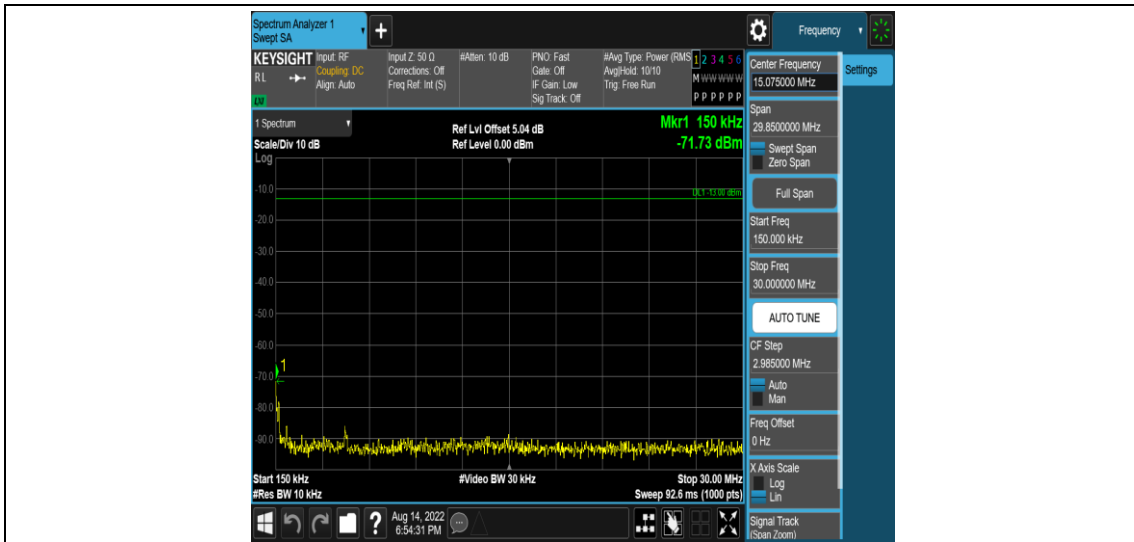 Spectrum Analyzer 1
Swept SA
Frequency
KEYSIGHT
RL
LXI
Input: RF
Coupling: DC
Align: Auto
Input Z: 50 Ω
Corrections: Off
Freq Ref: Int (S)
#Atten: 10 dB
PNO: Fast
Gate: Off
IF Gain: Low
Sig Track: Off
#Avg Type: Power (RMS
Avg|Hold: 10/10
Trig: Free Run
1 2 3 4 5 6
M W W W W W
P P P P P P
1 Spectrum
Scale/Div 10 dB
Log
Ref Lvl Offset 5.04 dB
Ref Level 0.00 dBm
Mkr1 150 kHz
-71.73 dBm
DL1 -13.00 dBm
-10.0
-20.0
-30.0
-40.0
-50.0
-60.0
-70.0
-80.0
-90.0
1
Start 150 kHz
#Res BW 10 kHz
#Video BW 30 kHz
Stop 30.00 MHz
Sweep 92.6 ms (1000 pts)
Center Frequency
15.075000 MHz
Settings
Span
29.8500000 MHz
Swept Span
Zero Span
Full Span
Start Freq
150.000 kHz
Stop Freq
30.000000 MHz
AUTO TUNE
CF Step
2.985000 MHz
Auto
Man
Freq Offset
0 Hz
X Axis Scale
Log
Lin
Signal Track
(Span Zoom)
?
Aug 14, 2022
6:54:31 PM